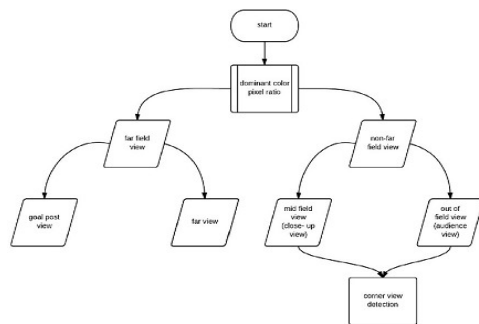 start
dominant color
pixel ratio
far field
view
non-far
field view
goal post
view
far view
mid field
view
(close- up
view)
out of
field view
(audience
view)
corner view
detection